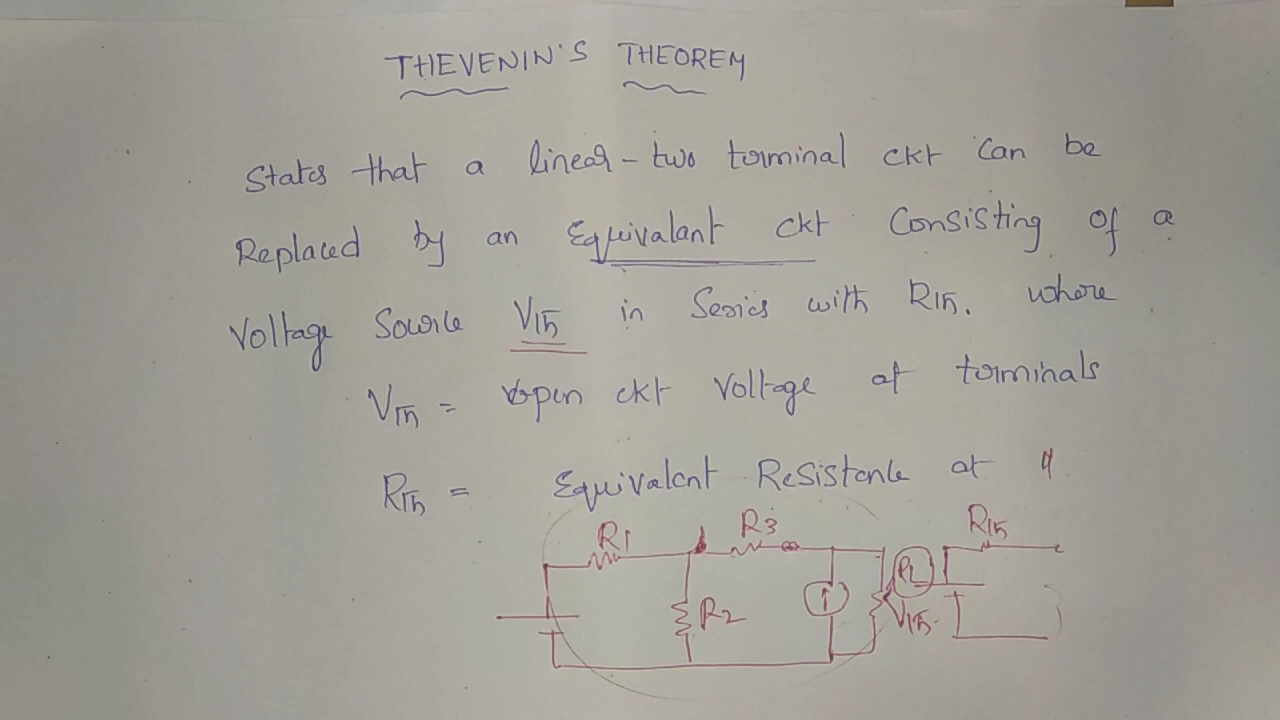 THEVENIN'S THEOREM
States that a linear-two terminal ckt Can be
Replaced by an Equivalant ckt Consisting of a
Voltage Source VTh in Series with RTh. where
VTh = open ckt Voltage at terminals
RTh = Equivalent Resistance at "
R1 R3 RTh
R2 RL VTh